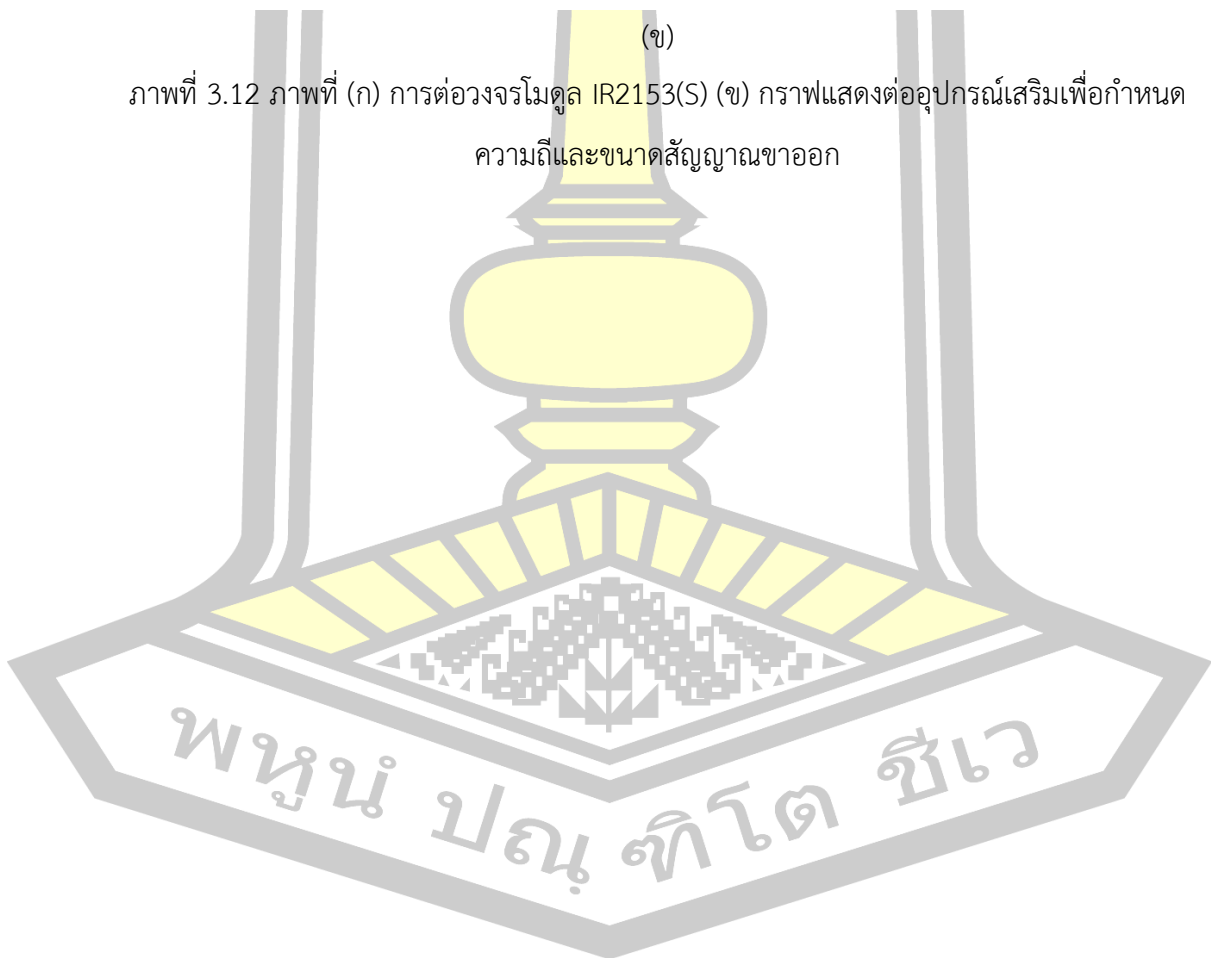 (ข)
ภาพที่ 3.12 ภาพที่ (ก) การต่อวงจรโมดูล IR2153(S) (ข) กราฟแสดงต่ออุปกรณ์เสริมเพื่อกำหนด
ความถี่และขนาดสัญญาณขาออก
พหูนํ ปณฺฑิโต ชีเว